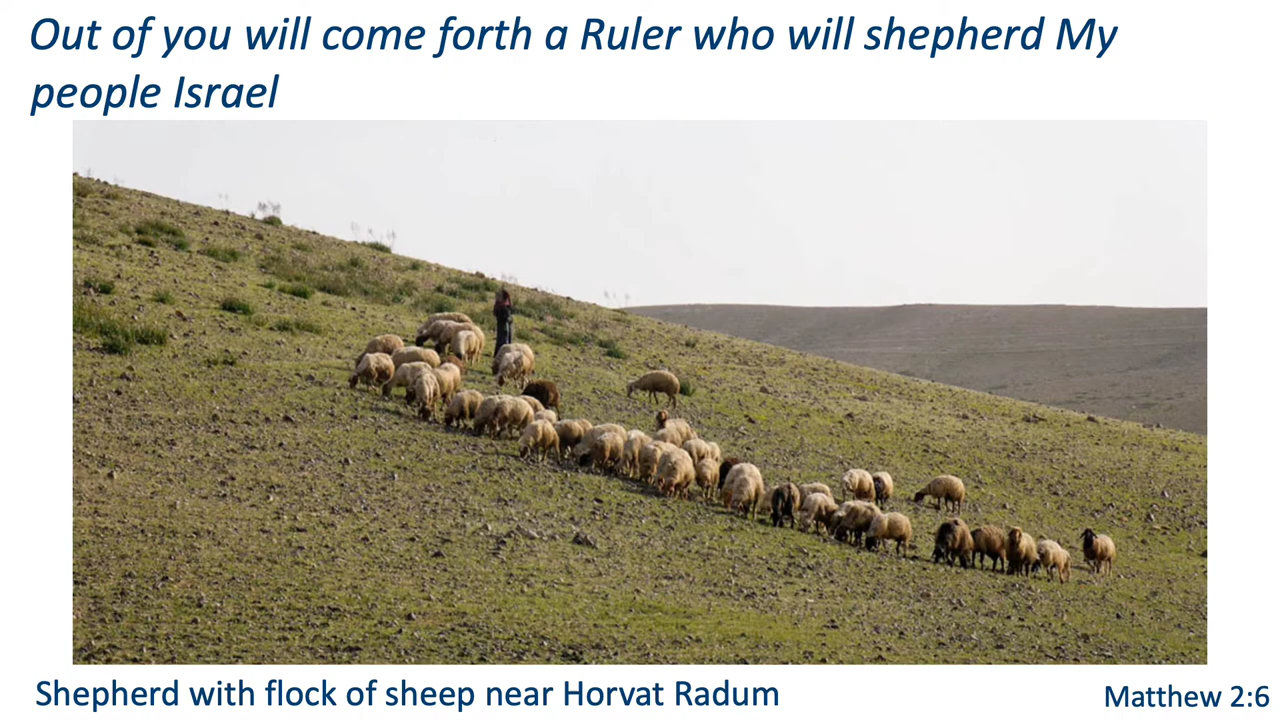 Out of you will come forth a Ruler who will shepherd My
people Israel
Shepherd with flock of sheep near Horvat Radum
Matthew 2:6